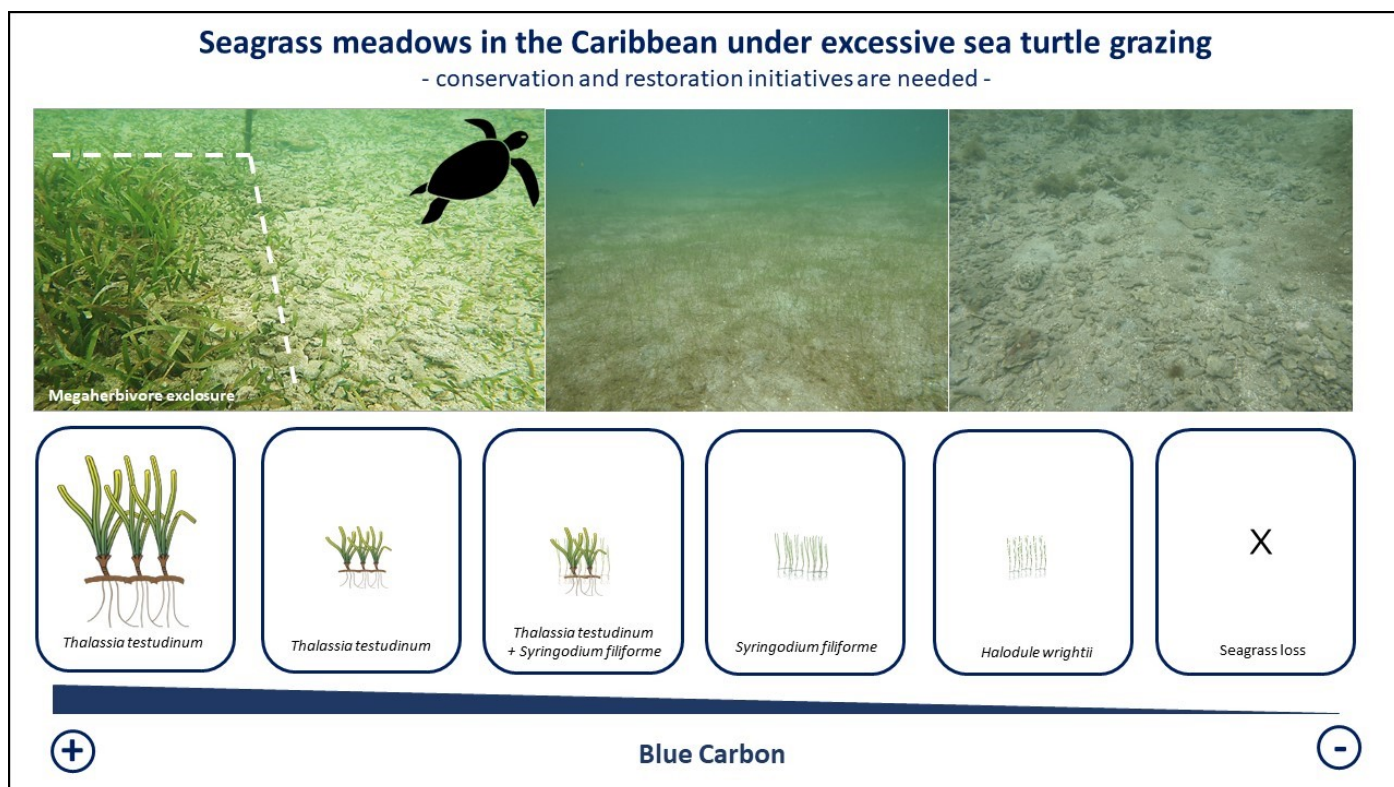 Seagrass meadows in the Caribbean under excessive sea turtle grazing
- conservation and restoration initiatives are needed -
Megaherbivore exclosure
Thalassia testudinum
Thalassia testudinum
Thalassia testudinum
+ Syringodium filiforme
Syringodium filiforme
Halodule wrightii
X
Seagrass loss
+
Blue Carbon
-